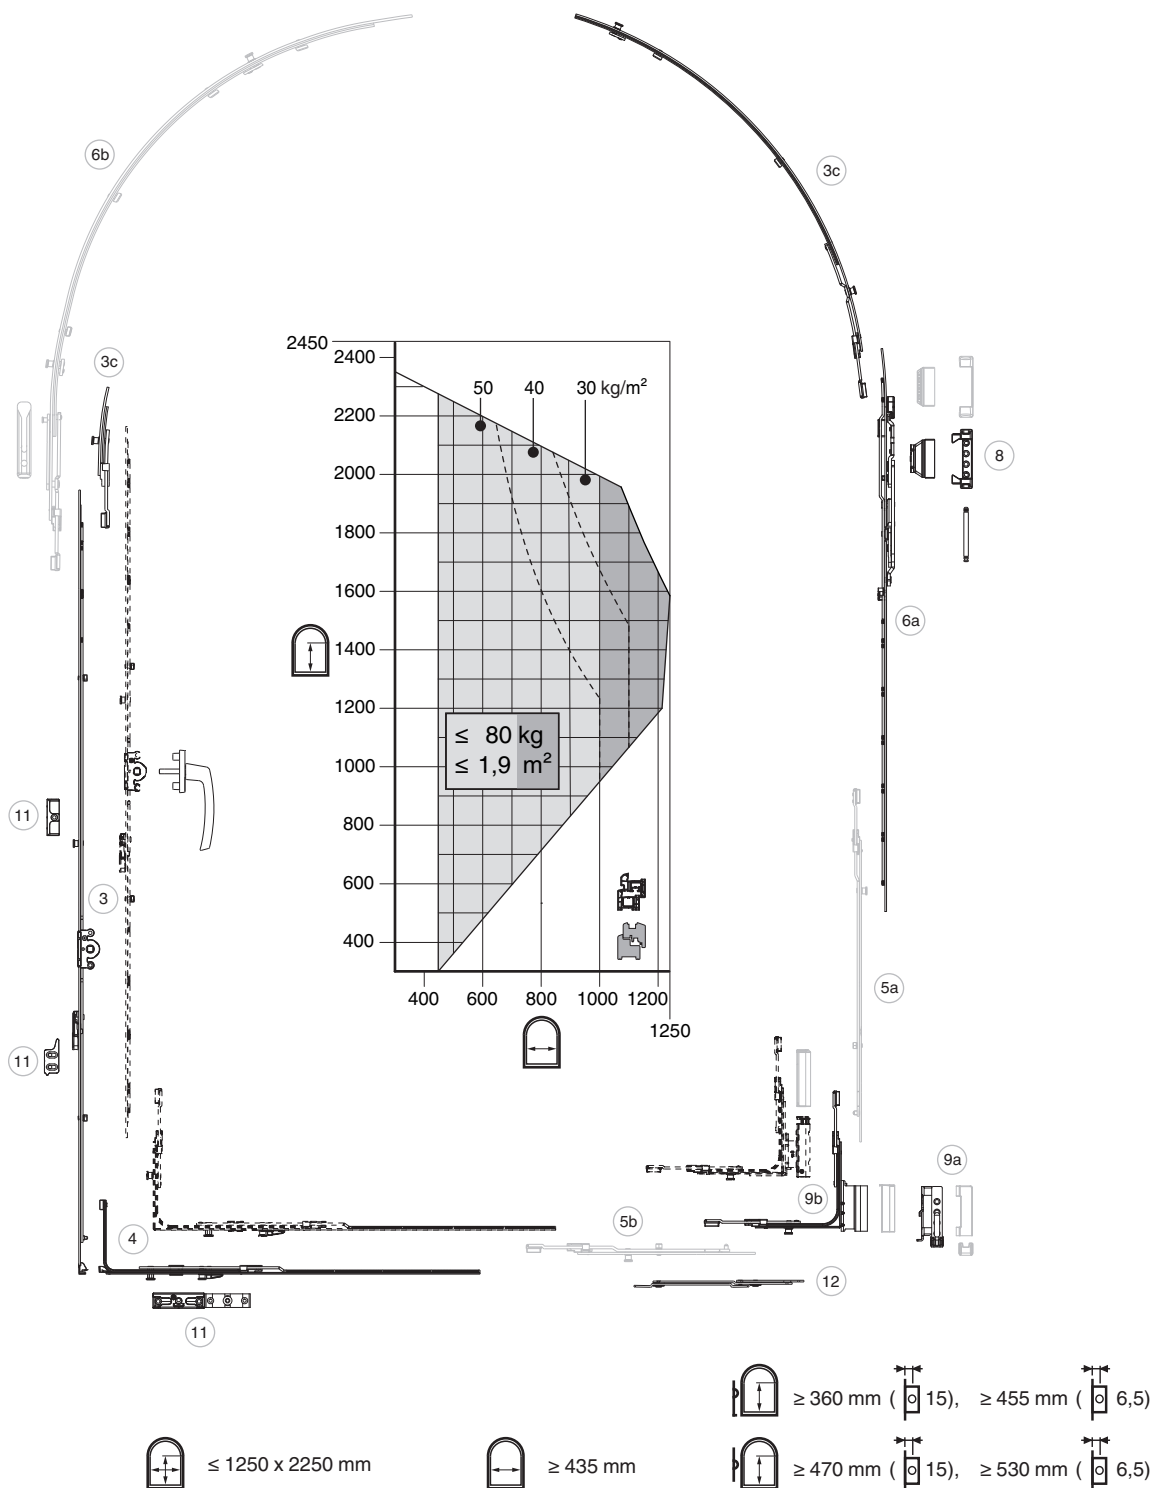 6b
3c
3c
2450
2400
50 40 30 kg/m²
2200
2000
8
1800
1600
6a
1400
1200
≤ 80 kg
≤ 1,9 m²
1000
11
800
3
600
400
5a
400 600 800 1000 1200
1250
11
9a
9b
5b
4
12
11
≥ 360 mm ( 15), ≥ 455 mm ( 6,5)
≤ 1250 x 2250 mm
≥ 435 mm
≥ 470 mm ( 15), ≥ 530 mm ( 6,5)